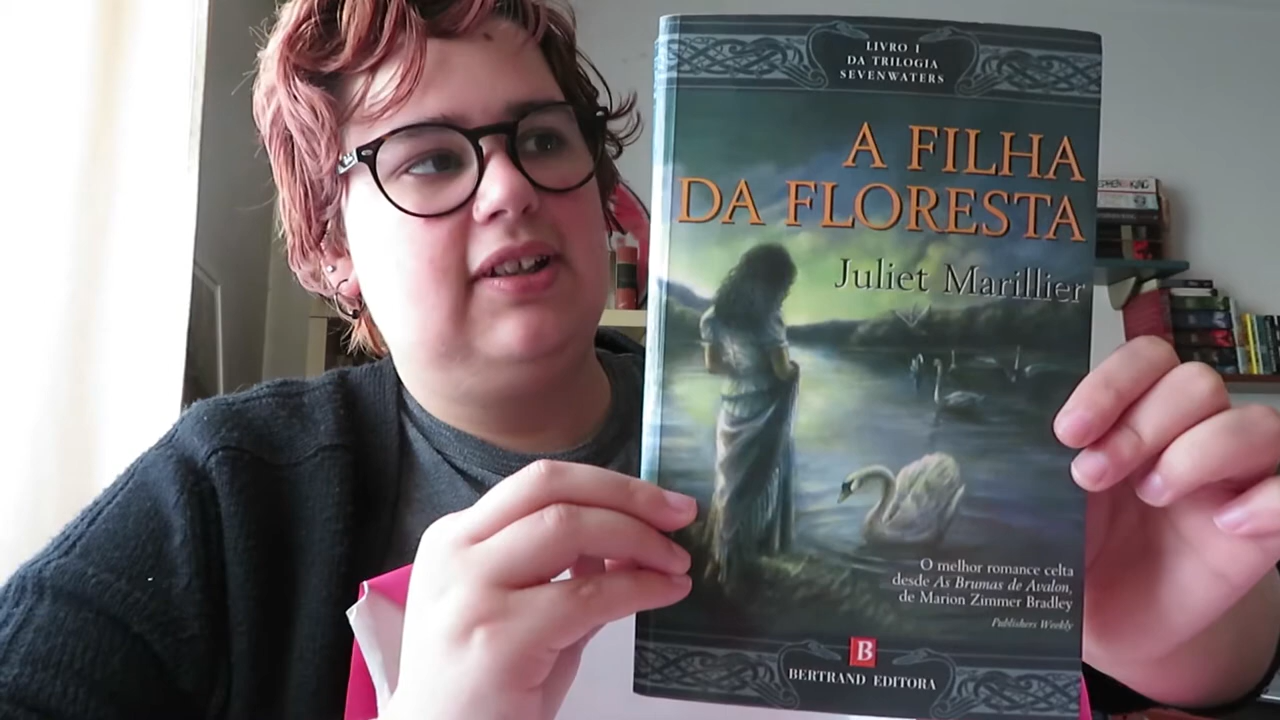 LIVRO I
DA TRILOGIA
SEVENWATERS
A FILHA
DA FLORESTA
Juliet Marillier
O melhor romance celta
desde As Brumas de Avalon,
de Marion Zimmer Bradley
Publishers Weekly
B
BERTRAND EDITORA